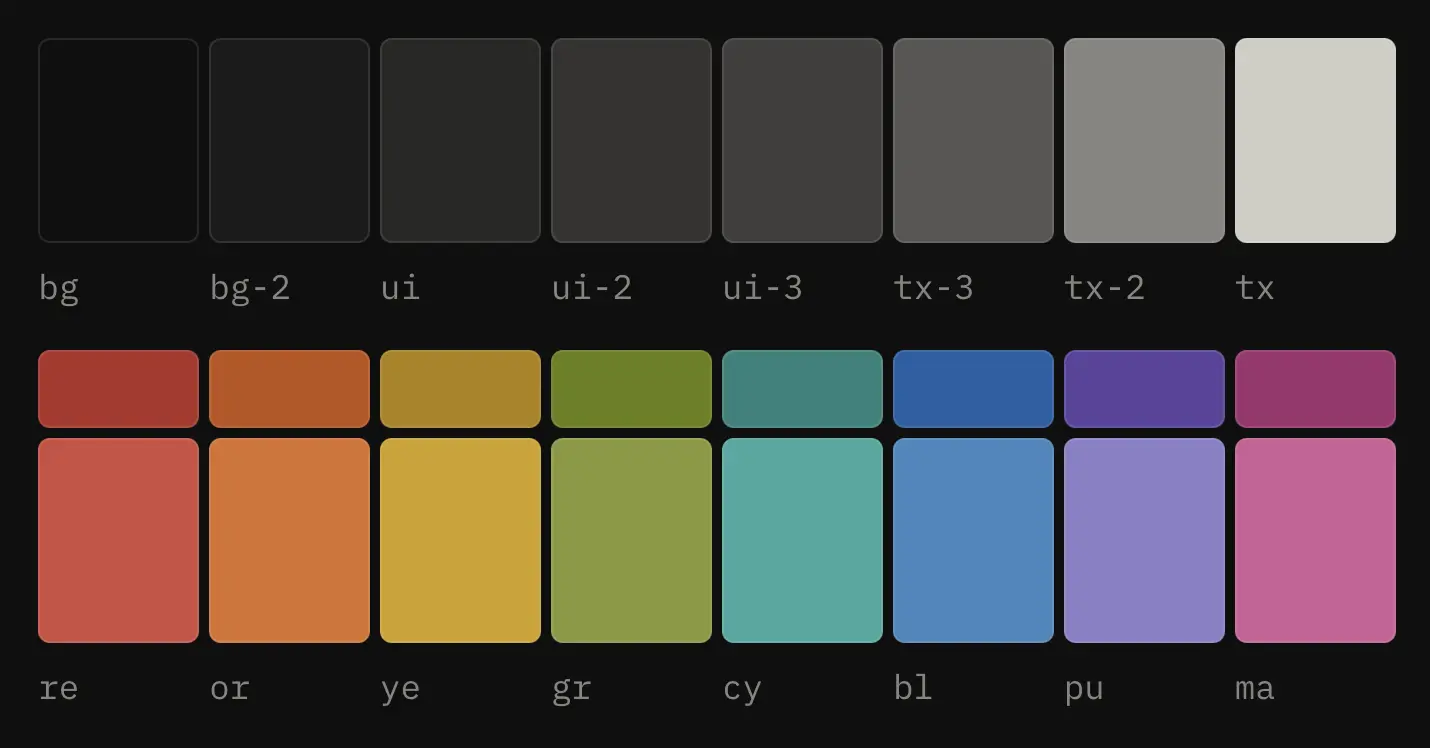 bg bg-2 ui ui-2 ui-3 tx-3 tx-2 tx
re or ye gr cy bl pu ma